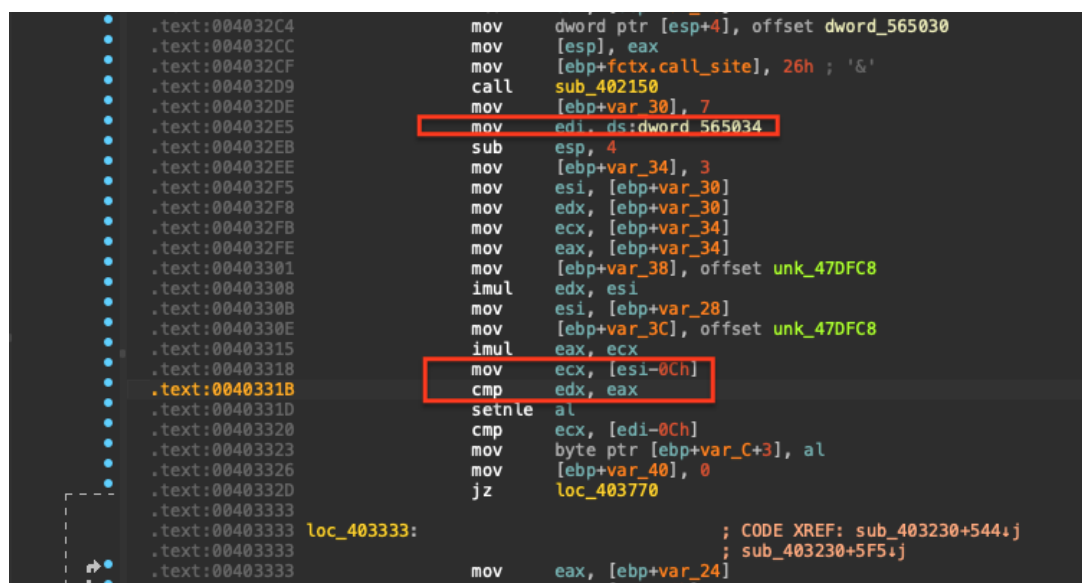 .text:004032C4 mov dword ptr [esp+4], offset dword_565030
.text:004032CC mov [esp], eax
.text:004032CF mov [ebp+fctx.call_site], 26h ; '&'
.text:004032D9 call sub_402150
.text:004032DE mov [ebp+var_30], 7
.text:004032E5 mov edi, ds:dword_565034
.text:004032EB sub esp, 4
.text:004032EE mov [ebp+var_34], 3
.text:004032F5 mov esi, [ebp+var_30]
.text:004032F8 mov edx, [ebp+var_30]
.text:004032FB mov ecx, [ebp+var_34]
.text:004032FE mov eax, [ebp+var_34]
.text:00403301 mov [ebp+var_38], offset unk_47DFC8
.text:00403308 imul edx, esi
.text:0040330B mov esi, [ebp+var_28]
.text:0040330E mov [ebp+var_3C], offset unk_47DFC8
.text:00403315 imul eax, ecx
.text:00403318 mov ecx, [esi-0Ch]
.text:0040331B cmp edx, eax
.text:0040331D setnle al
.text:00403320 cmp ecx, [edi-0Ch]
.text:00403323 mov byte ptr [ebp+var_C+3], al
.text:00403326 mov [ebp+var_40], 0
.text:0040332D jz loc_403770
.text:00403333
.text:00403333 loc_403333: ; CODE XREF: sub_403230+544↓j
.text:00403333 ; sub_403230+5F5↓j
.text:00403333 mov eax, [ebp+var_24]